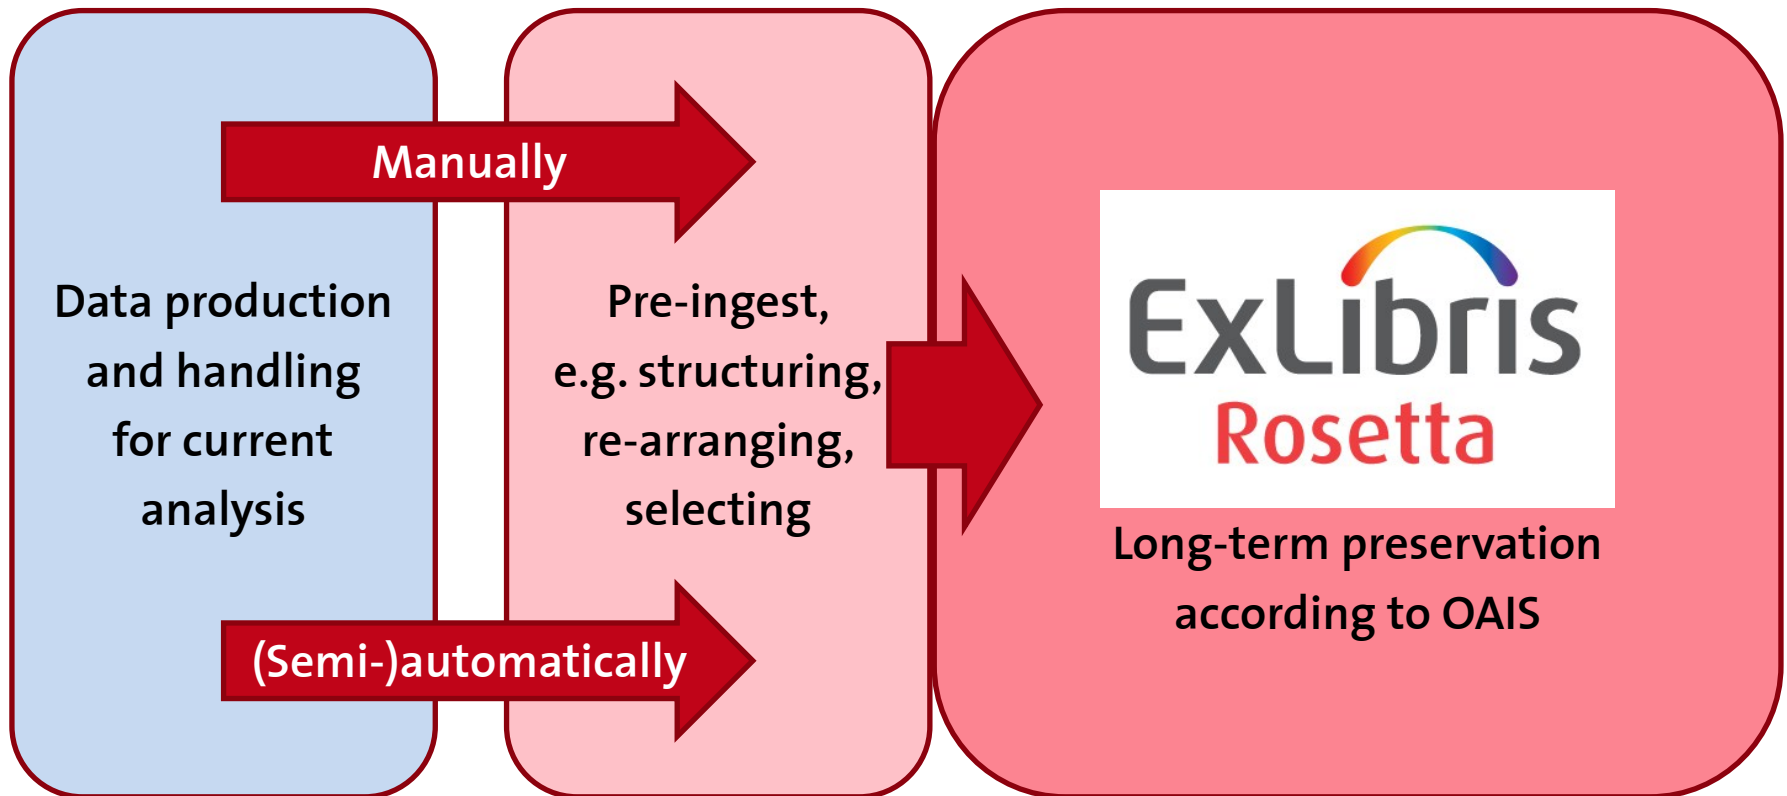 Manually
Data production
and handling
for current
analysis
(Semi-)automatically
Pre-ingest,
e.g. structuring,
re-arranging,
selecting
ExLibris
Rosetta
Long-term preservation
according to OAIS